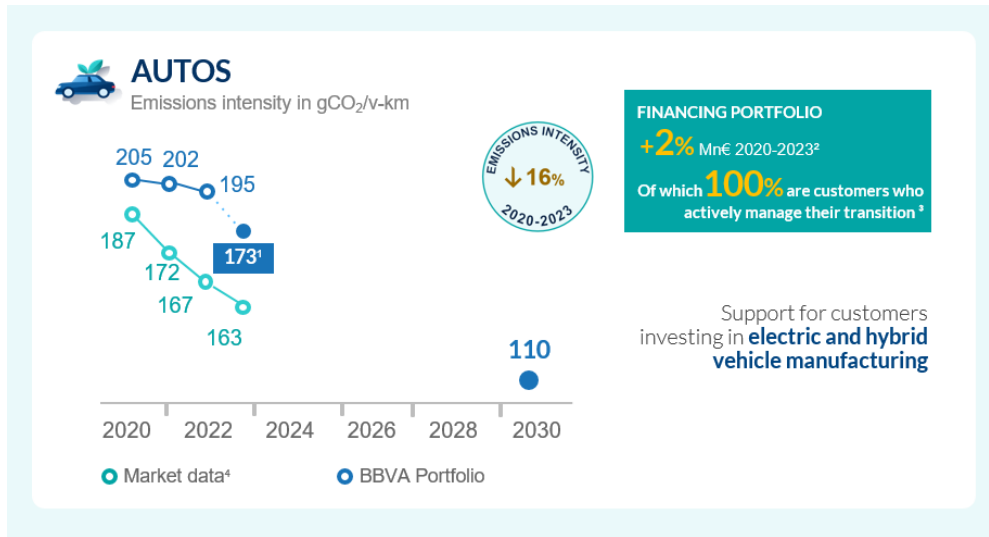 AUTOS
Emissions intensity in gCO₂/v-km
205
202
195
173¹
187
172
167
163
110
2020
2022
2024
2026
2028
2030
Market data⁴
BBVA Portfolio
EMISSIONS INTENSITY
↓16%
2020-2023
FINANCING PORTFOLIO
+2% Mn€ 2020-2023²
Of which 100% are customers who
actively manage their transition ³
Support for customers
investing in electric and hybrid
vehicle manufacturing